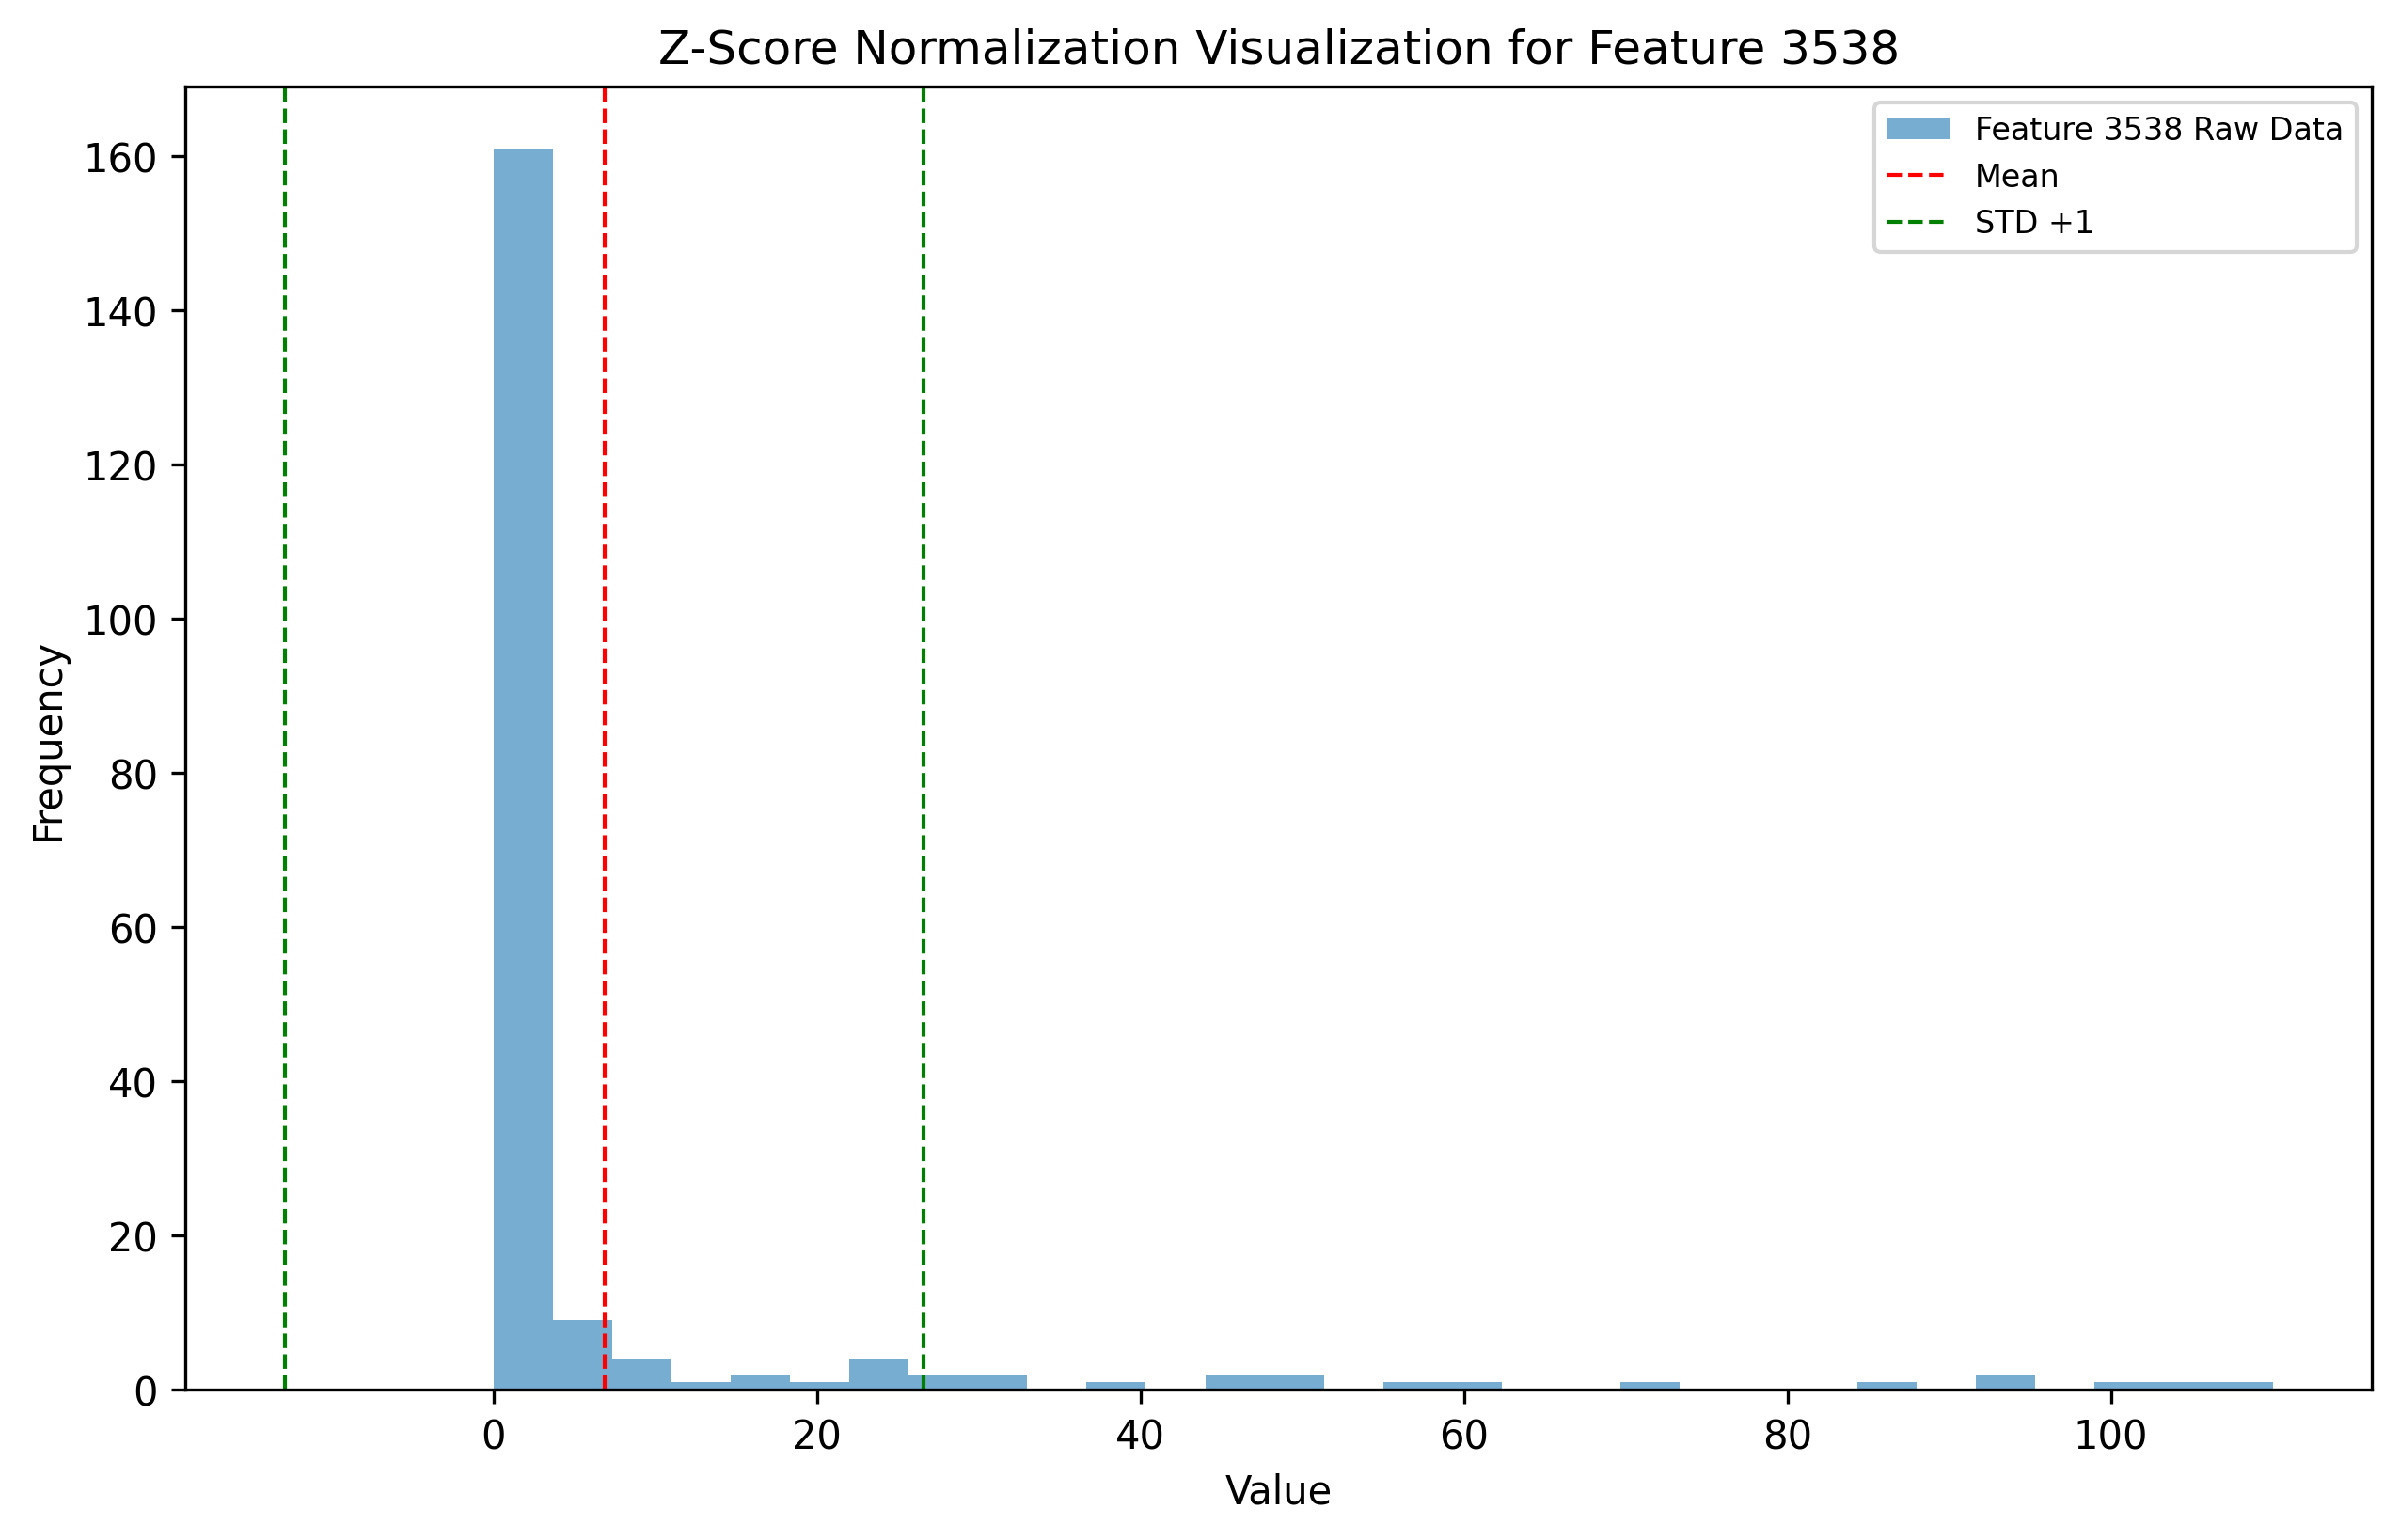 Z-Score Normalization Visualization for Feature 3538
Feature 3538 Raw Data
Mean
STD +1
160
140
120
100
80
60
40
20
0
Frequency
0 20 40 60 80 100
Value